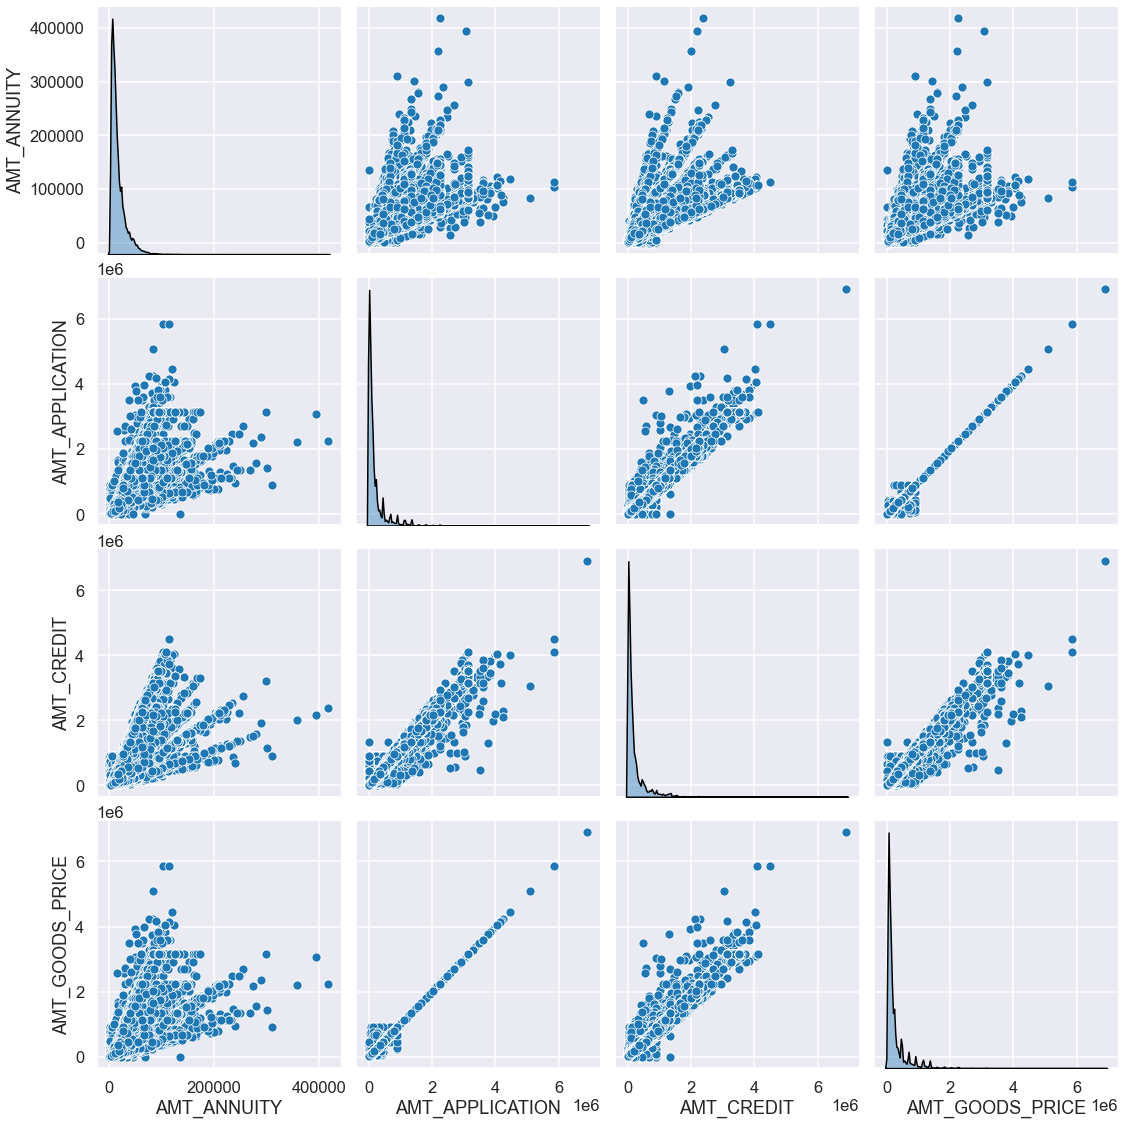 400000
300000
200000
100000
0
AMT_ANNUITY
1e6
6
4
2
0
AMT_APPLICATION
1e6
6
4
2
0
AMT_CREDIT
1e6
6
4
2
0
AMT_GOODS_PRICE
0 200000 400000
AMT_ANNUITY
0 2 4 6
AMT_APPLICATION 1e6
0 2 4 6
AMT_CREDIT 1e6
0 2 4 6
AMT_GOODS_PRICE 1e6